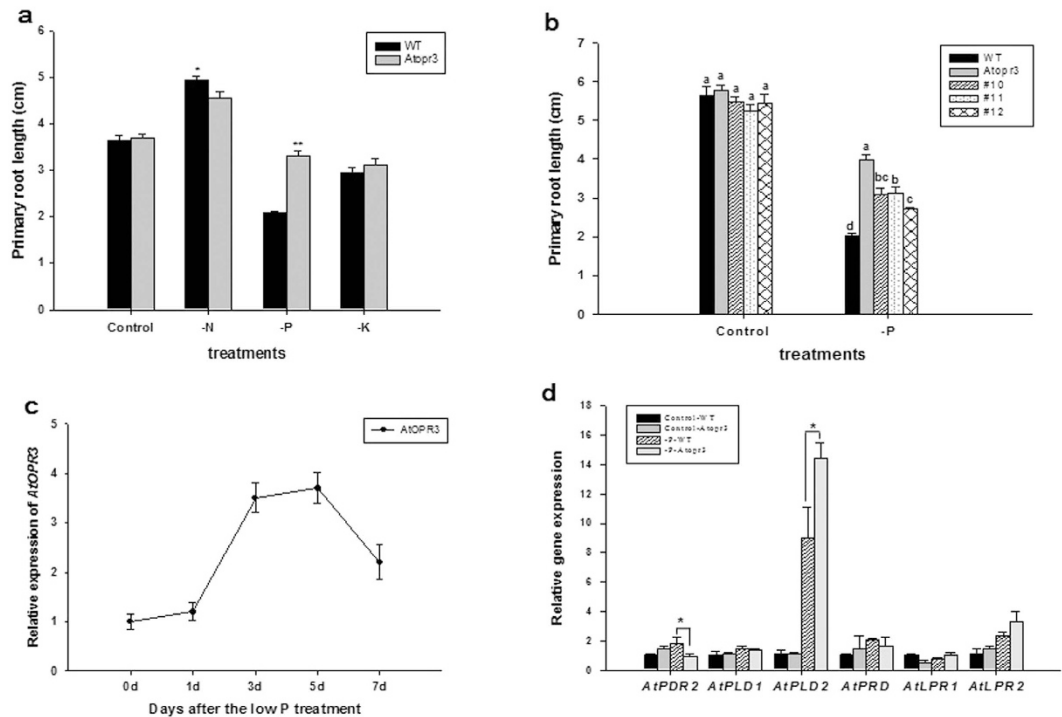 a
6
5
4
3
2
1
0
Primary root length (cm)
WT
Atopr3
*
**
Control
-N
-P
-K
treatments
b
7
6
5
4
3
2
1
0
Primary root length (cm)
WT
Atopr3
#10
#11
#12
a
a
a
a
a
d
a
bc
b
c
Control
-P
treatments
c
5
4
3
2
1
0
Relative expression of AtOPR3
AtOPR3
0d
1d
3d
5d
7d
Days after the low P treatment
d
18
16
14
12
10
8
6
4
2
0
Relative gene expression
Control-WT
Control-Atopr3
-P-WT
-P-Atopr3
*
*
AtPDR2
AtPLD1
AtPLD2
AtPRD
AtLPR1
AtLPR2